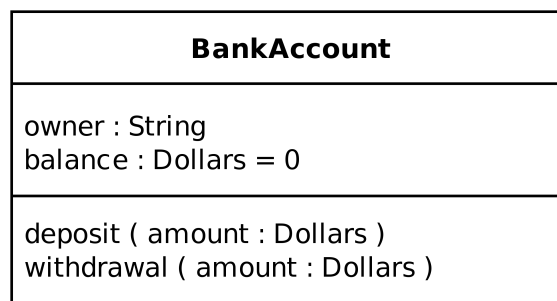 BankAccount
owner : String
balance : Dollars = 0
deposit ( amount : Dollars )
withdrawal ( amount : Dollars )